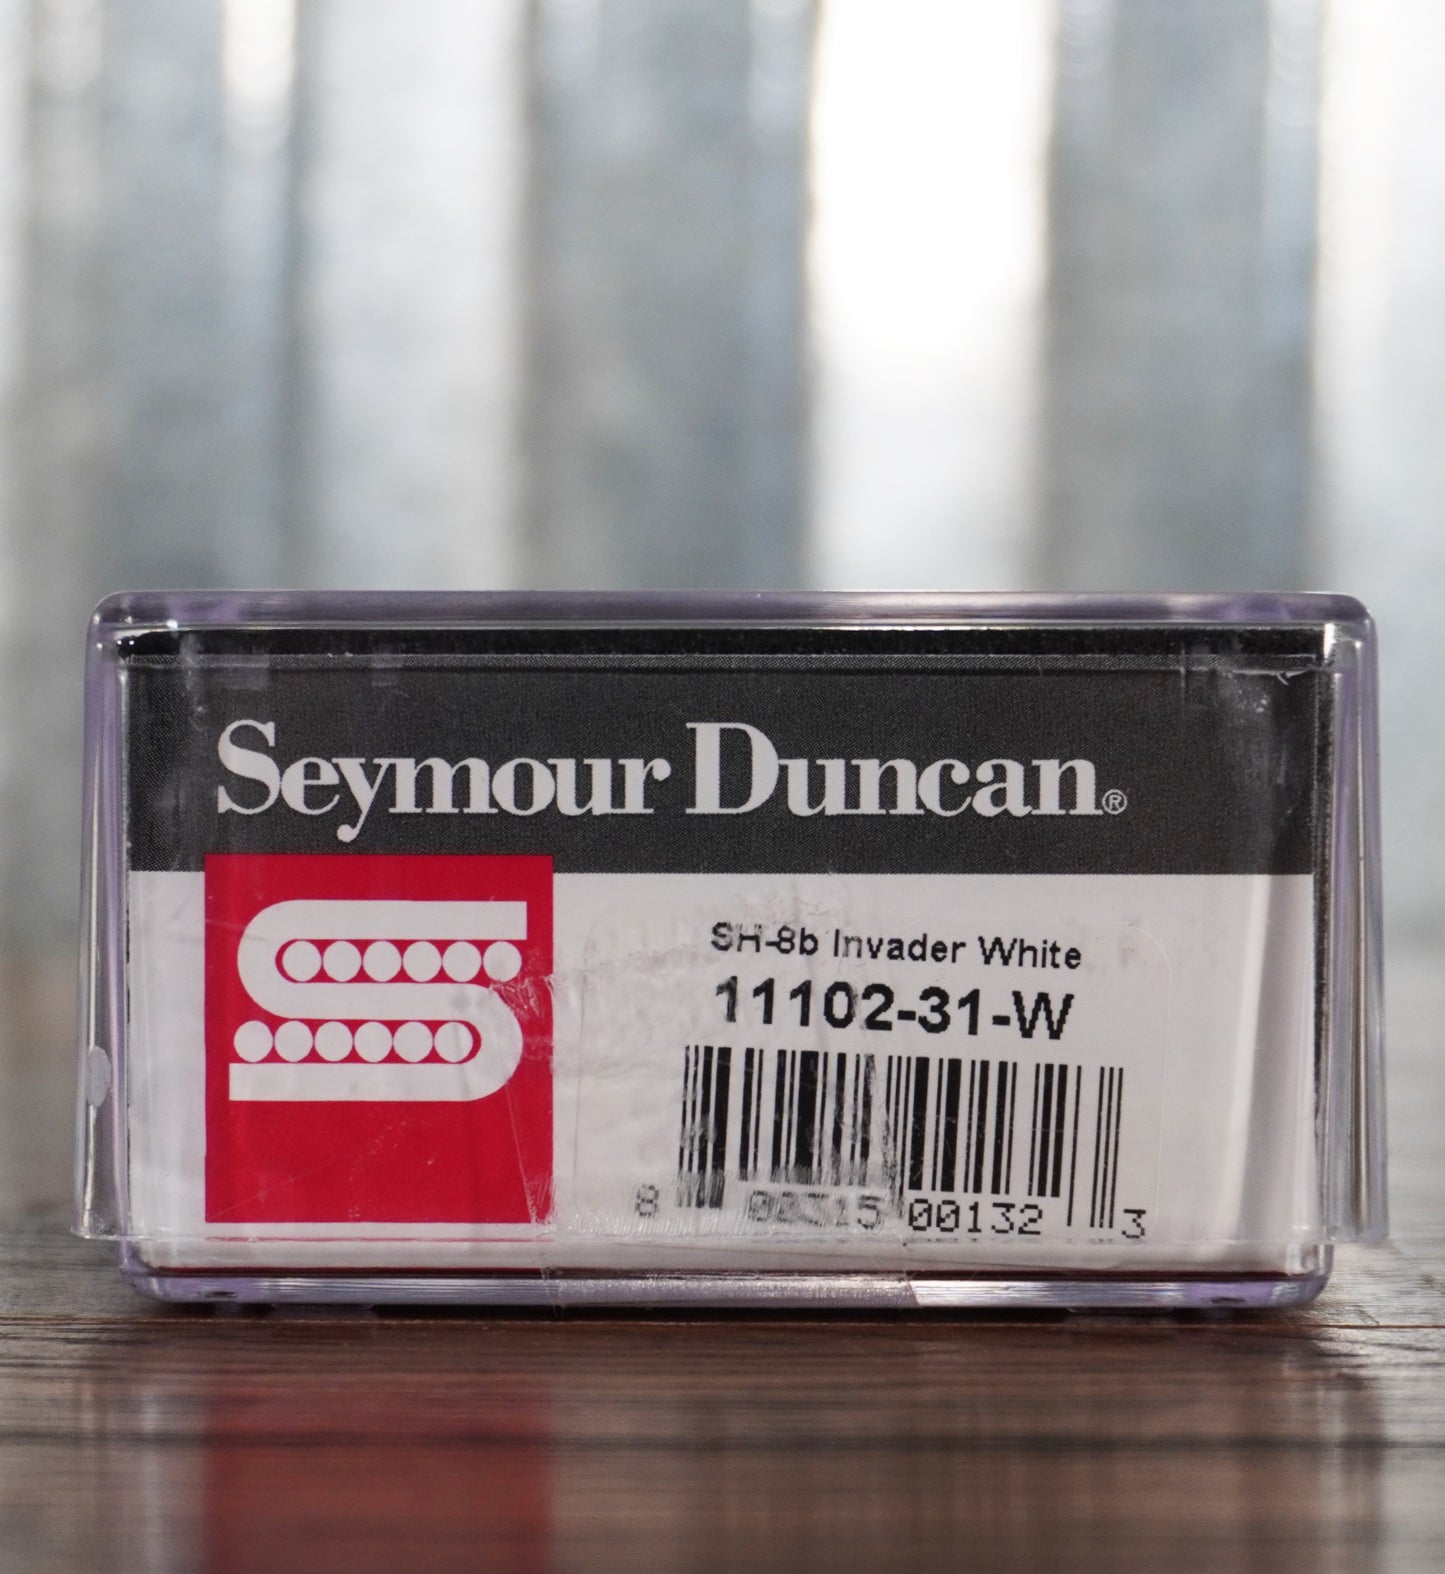 Seymour Duncan®
SH-8b Invader White
11102-31-W
8 00315 00132 3